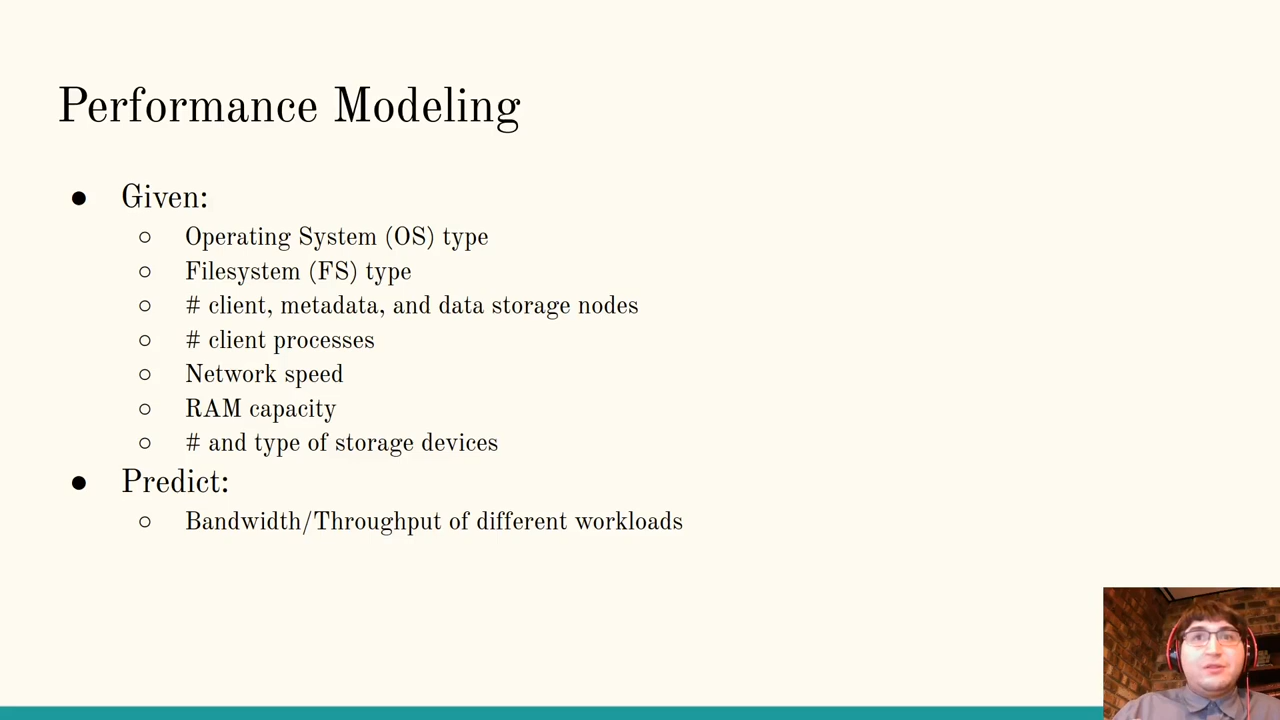 Performance Modeling
● Given:
○ Operating System (OS) type
○ Filesystem (FS) type
○ # client, metadata, and data storage nodes
○ # client processes
○ Network speed
○ RAM capacity
○ # and type of storage devices
● Predict:
○ Bandwidth/Throughput of different workloads